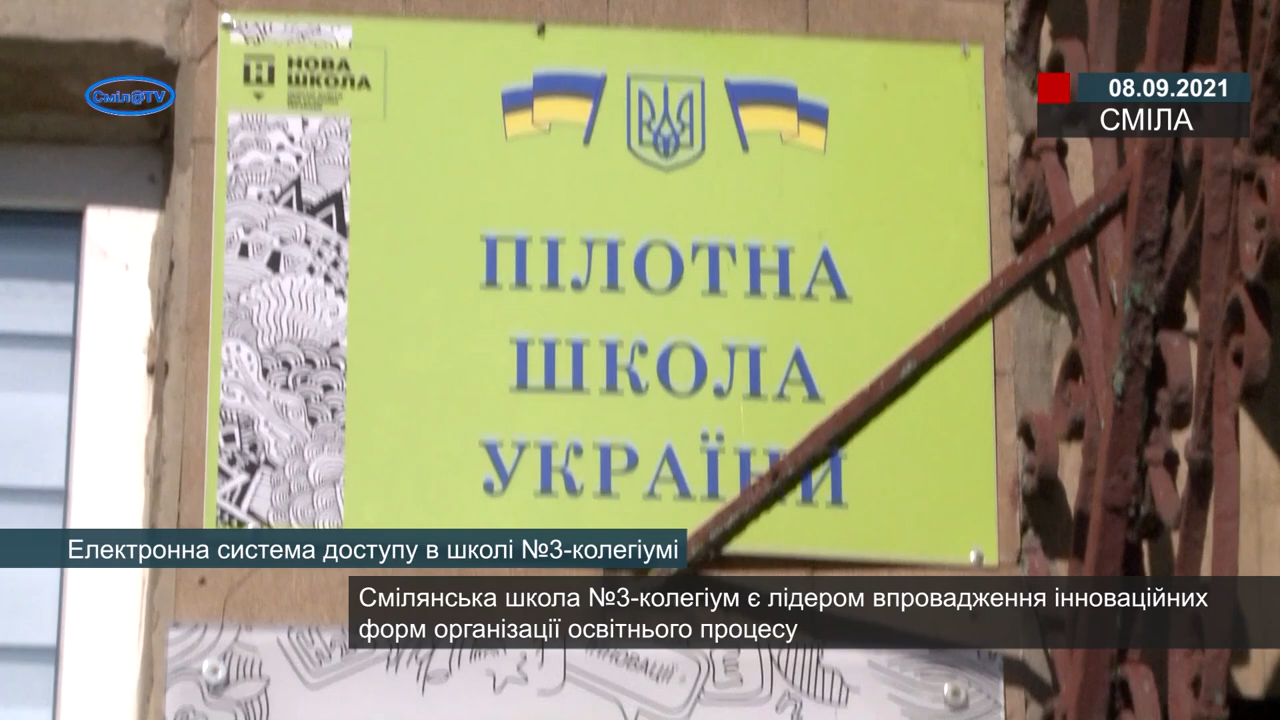 Сміл@TV
НОВА
ШКОЛА
08.09.2021
СМІЛА
ПІЛОТНА
ШКОЛА
УКРАЇНИ
Електронна система доступу в школі №3-колегіумі
Смілянська школа №3-колегіум є лідером впровадження інноваційних
форм організації освітнього процесу
ІННОВАЦІЇ